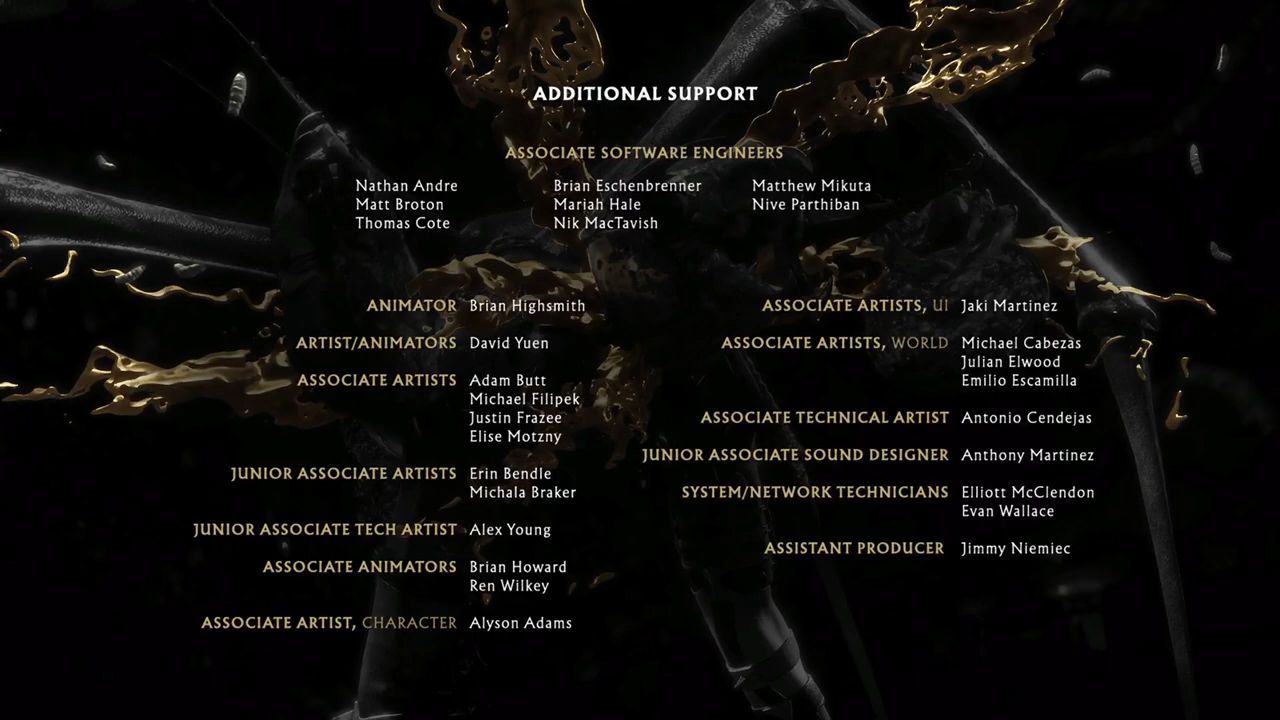 ADDITIONAL SUPPORT
ASSOCIATE SOFTWARE ENGINEERS
Nathan Andre
Matt Broton
Thomas Cote
Brian Eschenbrenner
Mariah Hale
Nik MacTavish
Matthew Mikuta
Nive Parthiban
ANIMATOR Brian Highsmith
ARTIST/ANIMATORS David Yuen
ASSOCIATE ARTISTS Adam Butt
Michael Filipek
Justin Frazee
Elise Motzny
JUNIOR ASSOCIATE ARTISTS Erin Bendle
Michala Braker
JUNIOR ASSOCIATE TECH ARTIST Alex Young
ASSOCIATE ANIMATORS Brian Howard
Ren Wilkey
ASSOCIATE ARTIST, CHARACTER Alyson Adams
ASSOCIATE ARTISTS, UI Jaki Martinez
ASSOCIATE ARTISTS, WORLD Michael Cabezas
Julian Elwood
Emilio Escamilla
ASSOCIATE TECHNICAL ARTIST Antonio Cendejas
JUNIOR ASSOCIATE SOUND DESIGNER Anthony Martinez
SYSTEM/NETWORK TECHNICIANS Elliott McClendon
Evan Wallace
ASSISTANT PRODUCER Jimmy Niemiec